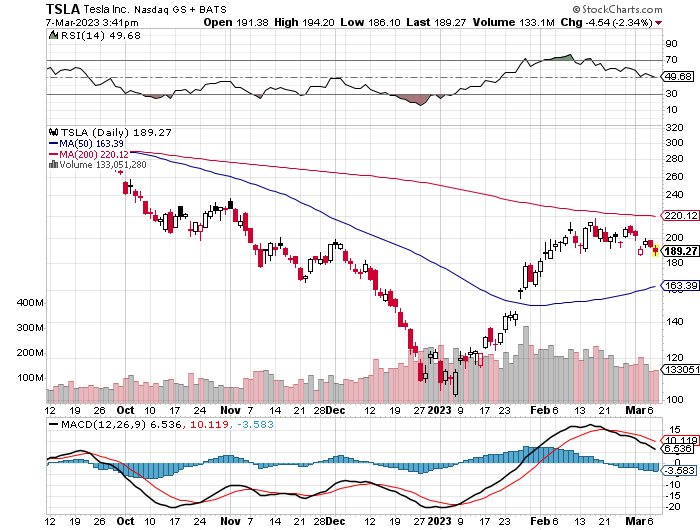 TSLA Tesla Inc. Nasdaq GS + BATS © StockCharts.com
7-Mar-2023 3:41pm Open 191.38 High 194.20 Low 186.10 Last 189.27 Volume 133.1M Chg -4.54 (-2.34%)
RSI(14) 49.68
90
70
49.68
30
10
TSLA (Daily) 189.27
MA(50) 163.39
MA(200) 220.12
Volume 133,051,280
320
300
280
260
240
220.12
200
189.27
180
163.39
140
120
133051
100
400M
300M
200M
100M
12 19 26 Oct 10 17 24 Nov 7 14 21 28 Dec 12 19 27 2023 9 17 23 Feb 6 13 21 Mar 6
MACD(12,26,9) 6.536, 10.119, -3.583
15
10.119
6.536
0
-3.583
-10
-15
-20
12 19 26 Oct 10 17 24 Nov 7 14 21 28 Dec 12 19 27 2023 9 17 23 Feb 6 13 21 Mar 6